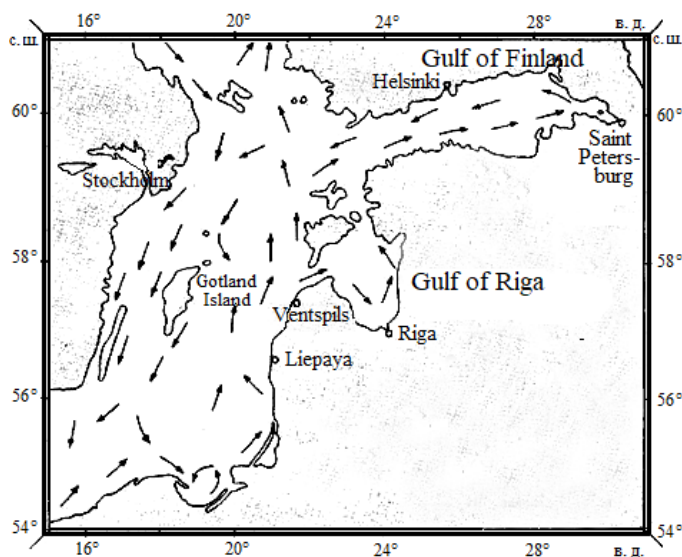 16° 20° 24° 28° в. д.
с. ш. с. ш.
Gulf of Finland
Helsinki
60° 60°
Saint
Peters-
burg
Stockholm
58° 58°
Gotland
Island
Gulf of Riga
Ventspils
Riga
Liepaya
56° 56°
54° 54°
16° 20° 24° 28° в. д.